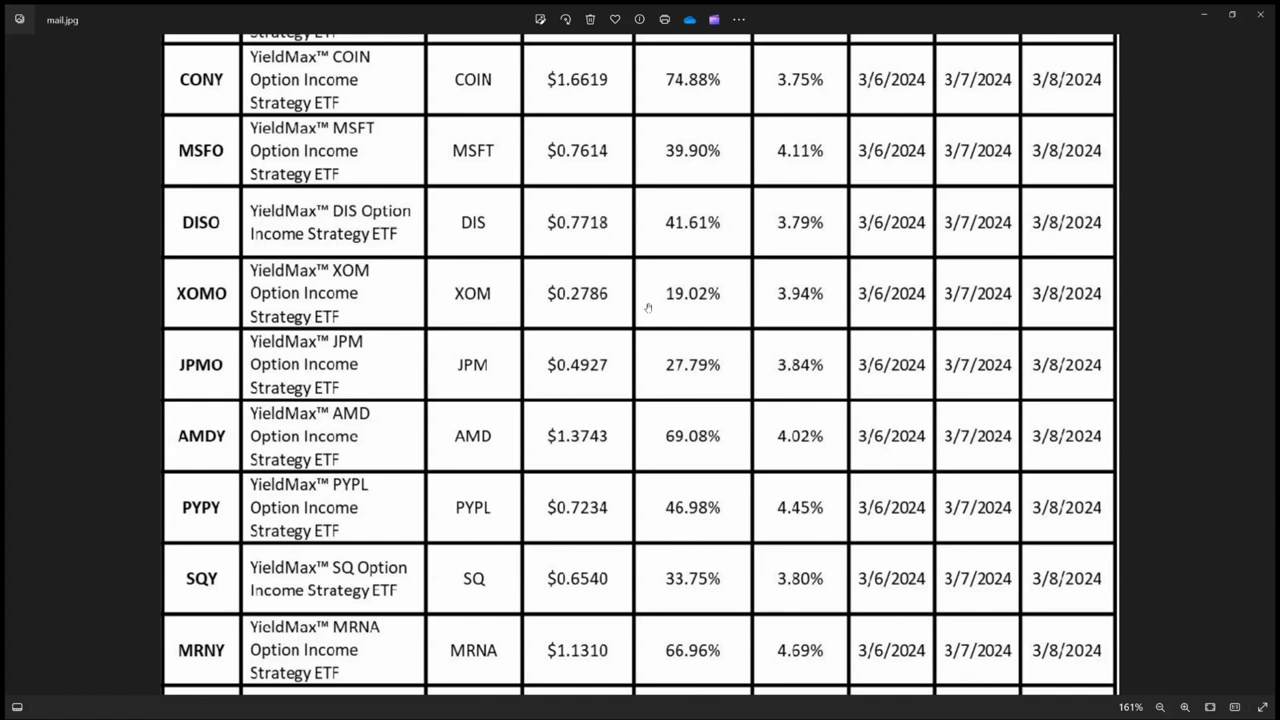 mail.jpg
Strategy ETF
CONY
YieldMax™ COIN
Option Income
Strategy ETF
COIN
$1.6619
74.88%
3.75%
3/6/2024
3/7/2024
3/8/2024
MSFO
YieldMax™ MSFT
Option Income
Strategy ETF
MSFT
$0.7614
39.90%
4.11%
3/6/2024
3/7/2024
3/8/2024
DISO
YieldMax™ DIS Option
Income Strategy ETF
DIS
$0.7718
41.61%
3.79%
3/6/2024
3/7/2024
3/8/2024
XOMO
YieldMax™ XOM
Option Income
Strategy ETF
XOM
$0.2786
19.02%
3.94%
3/6/2024
3/7/2024
3/8/2024
JPMO
YieldMax™ JPM
Option Income
Strategy ETF
JPM
$0.4927
27.79%
3.84%
3/6/2024
3/7/2024
3/8/2024
AMDY
YieldMax™ AMD
Option Income
Strategy ETF
AMD
$1.3743
69.08%
4.02%
3/6/2024
3/7/2024
3/8/2024
PYPY
YieldMax™ PYPL
Option Income
Strategy ETF
PYPL
$0.7234
46.98%
4.45%
3/6/2024
3/7/2024
3/8/2024
SQY
YieldMax™ SQ Option
Income Strategy ETF
SQ
$0.6540
33.75%
3.80%
3/6/2024
3/7/2024
3/8/2024
MRNY
YieldMax™ MRNA
Option Income
Strategy ETF
MRNA
$1.1310
66.96%
4.69%
3/6/2024
3/7/2024
3/8/2024
161%